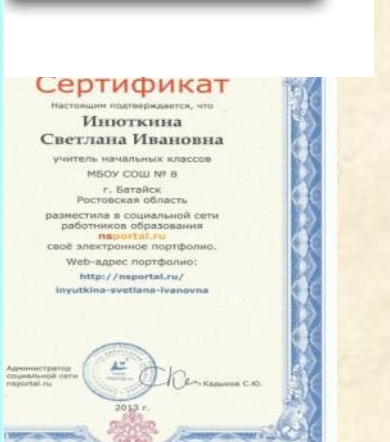 Сертификат
Настоящим подтверждается, что
Инюткина
Светлана Ивановна
учитель начальных классов
МБОУ СОШ № 8
г. Батайск
Ростовская область
разместила в социальной сети
работников образования
nsportal.ru
своё электронное портфолио.
Web-адрес портфолио:
http://nsportal.ru/
inyutkina-svetlana-ivanovna
Администратор
социальной сети
nsportal.ru
Кадыков С.Ю.
2013 г.